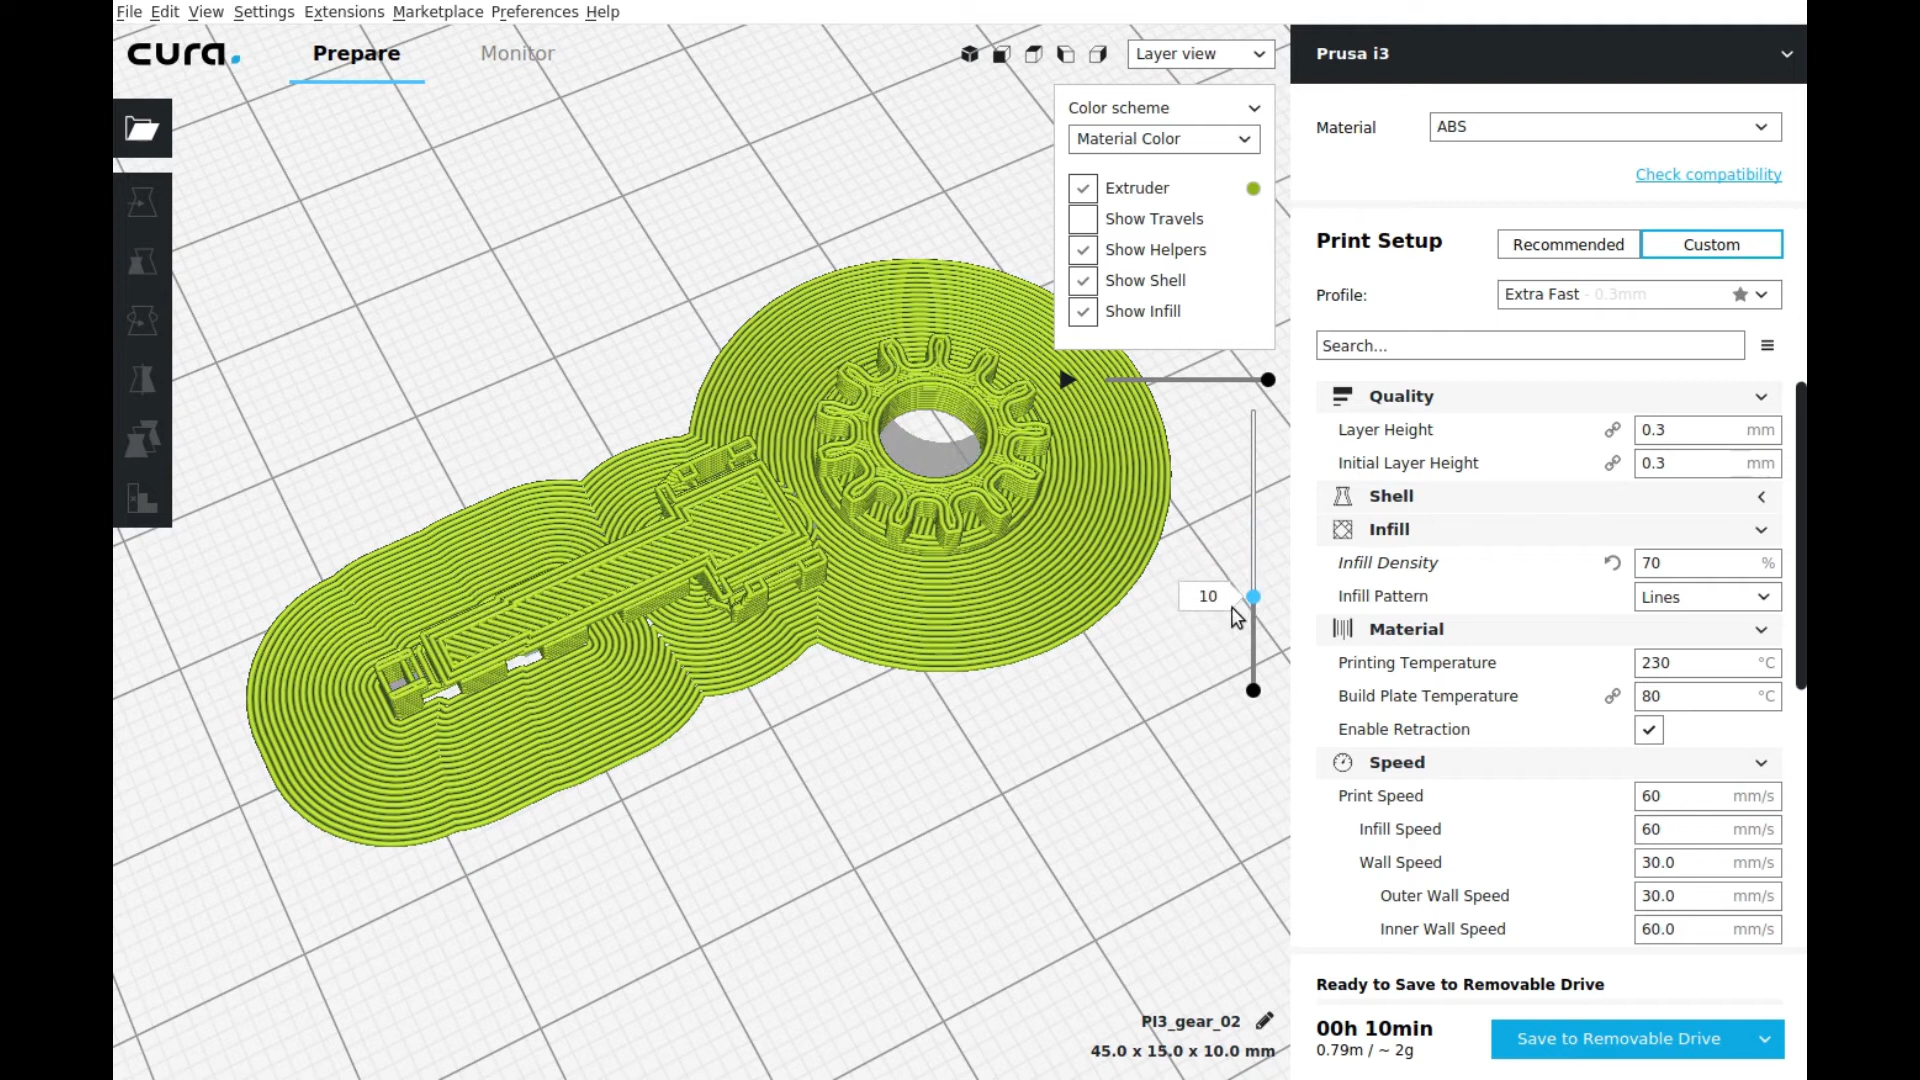 File Edit View Settings Extensions Marketplace Preferences Help
cura.
Prepare
Monitor
Layer view
Color scheme
Material Color
Extruder
Show Travels
Show Helpers
Show Shell
Show Infill
10
PI3_gear_02
45.0 x 15.0 x 10.0 mm
Prusa i3
Material ABS
Check compatibility
Print Setup Recommended Custom
Profile: Extra Fast - 0.3mm
Search...
Quality
Layer Height 0.3 mm
Initial Layer Height 0.3 mm
Shell
Infill
Infill Density 70 %
Infill Pattern Lines
Material
Printing Temperature 230 °C
Build Plate Temperature 80 °C
Enable Retraction
Speed
Print Speed 60 mm/s
Infill Speed 60 mm/s
Wall Speed 30.0 mm/s
Outer Wall Speed 30.0 mm/s
Inner Wall Speed 60.0 mm/s
Ready to Save to Removable Drive
00h 10min
0.79m / ~ 2g
Save to Removable Drive